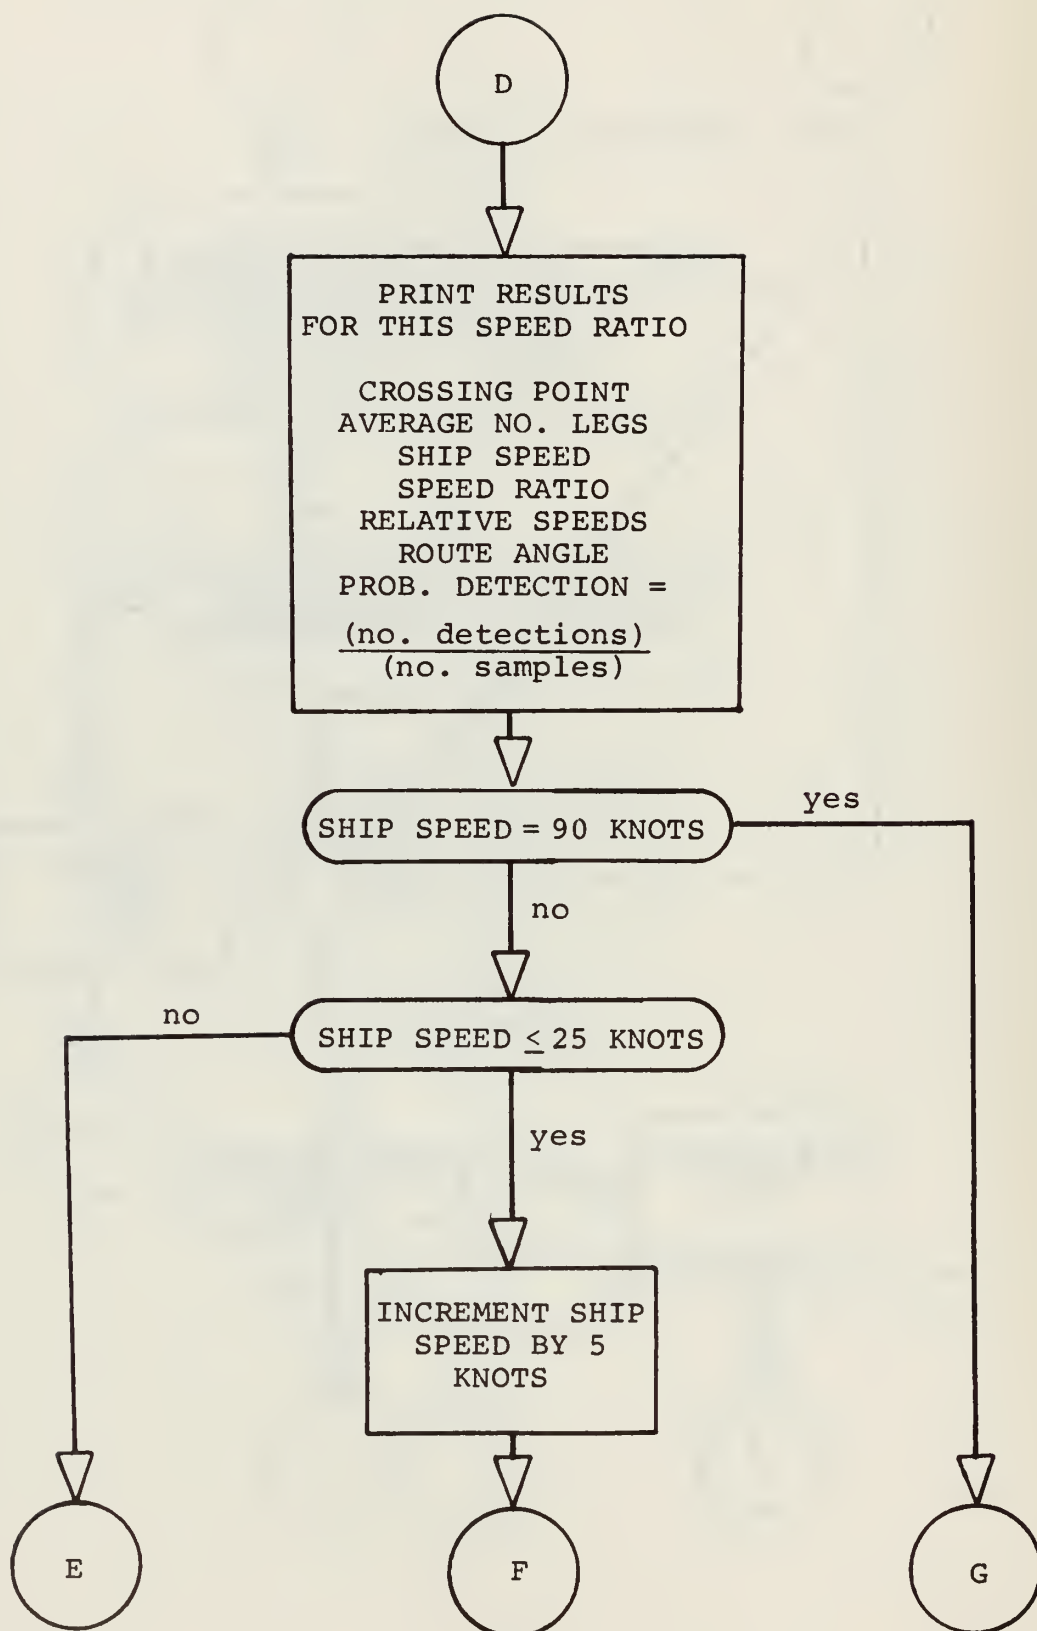 D
PRINT RESULTS
FOR THIS SPEED RATIO
CROSSING POINT
AVERAGE NO. LEGS
SHIP SPEED
SPEED RATIO
RELATIVE SPEEDS
ROUTE ANGLE
PROB. DETECTION =
(no. detections)
(no. samples)
yes
SHIP SPEED = 90 KNOTS
no
no
SHIP SPEED ≤ 25 KNOTS
yes
INCREMENT SHIP
SPEED BY 5
KNOTS
E
F
G